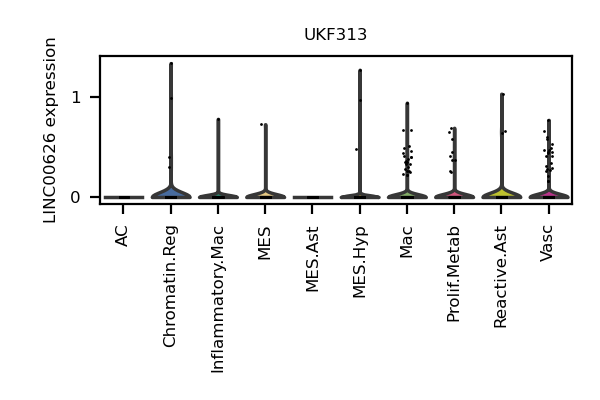 UKF313
LINC00626 expression
1
0
AC
Chromatin.Reg
Inflammatory.Mac
MES
MES.Ast
MES.Hyp
Mac
Prolif.Metab
Reactive.Ast
Vasc